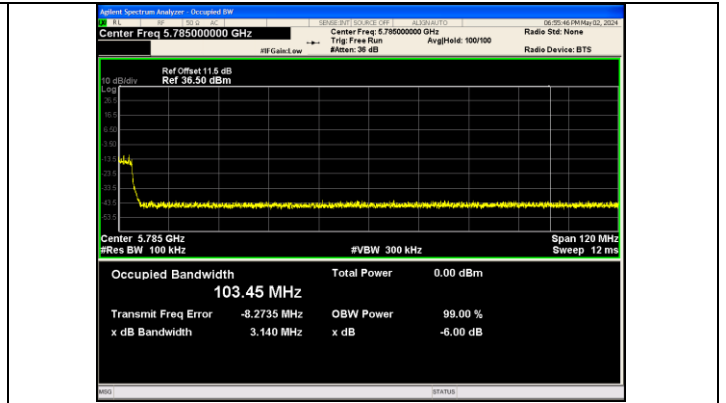 Agilent Spectrum Analyzer - Occupied BW
RL RF 50 Ω AC SENSE:INT SOURCE OFF ALIGNAUTO 06:55:46 PM May 02, 2024
Center Freq 5.785000000 GHz Center Freq: 5.785000000 GHz Radio Std: None
Trig: Free Run Avg|Hold: 100/100
#IFGain:Low #Atten: 36 dB Radio Device: BTS
Ref Offset 11.5 dB
10 dB/div Ref 36.50 dBm
Log
26.5
16.5
6.50
-3.50
-13.5
-23.5
-33.5
-43.5
-53.5
Center 5.785 GHz Span 120 MHz
#Res BW 100 kHz #VBW 300 kHz Sweep 12 ms
Occupied Bandwidth Total Power 0.00 dBm
103.45 MHz
Transmit Freq Error -8.2735 MHz OBW Power 99.00 %
x dB Bandwidth 3.140 MHz x dB -6.00 dB
MSG STATUS